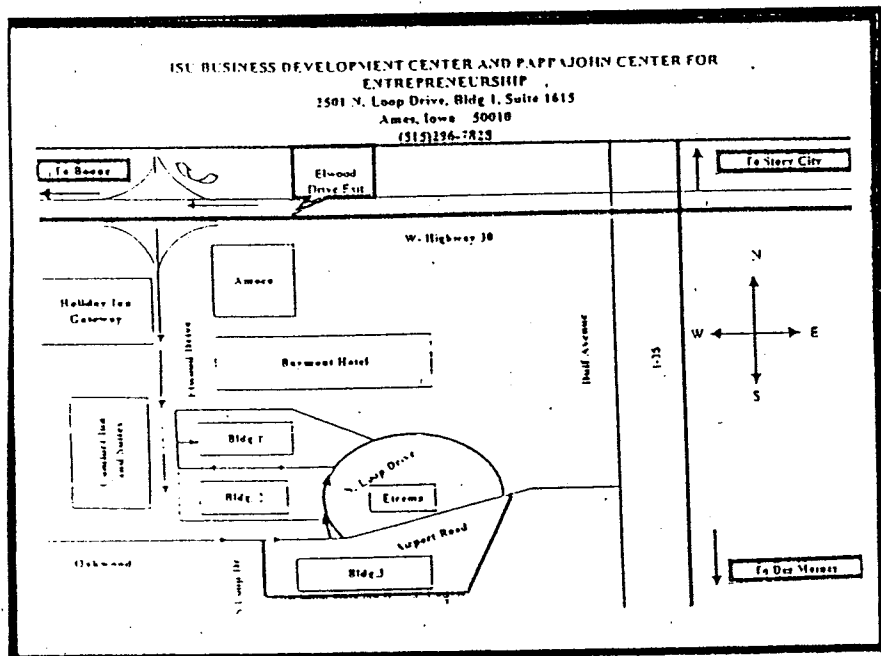 ISU BUSINESS DEVELOPMENT CENTER AND PAPPAJOHN CENTER FOR
ENTREPRENEURSHIP
2501 N. Loop Drive, Bldg 1, Suite 1615
Ames, Iowa 50010
(515)296-7828
To Boone
Elwood
Drive Exit
To Story City
W- Highway 30
Amoco
Holiday Inn
Gateway
Elwood Drive
Baymont Hotel
Duff Avenue
I-35
N
W
E
S
Comfort Inn
and Suites
Bldg 1
Bldg. 2
N. Loop Drive
Etrema
Airport Road
Oakwood
S Loop Dr
Bldg.3
To Des Moines